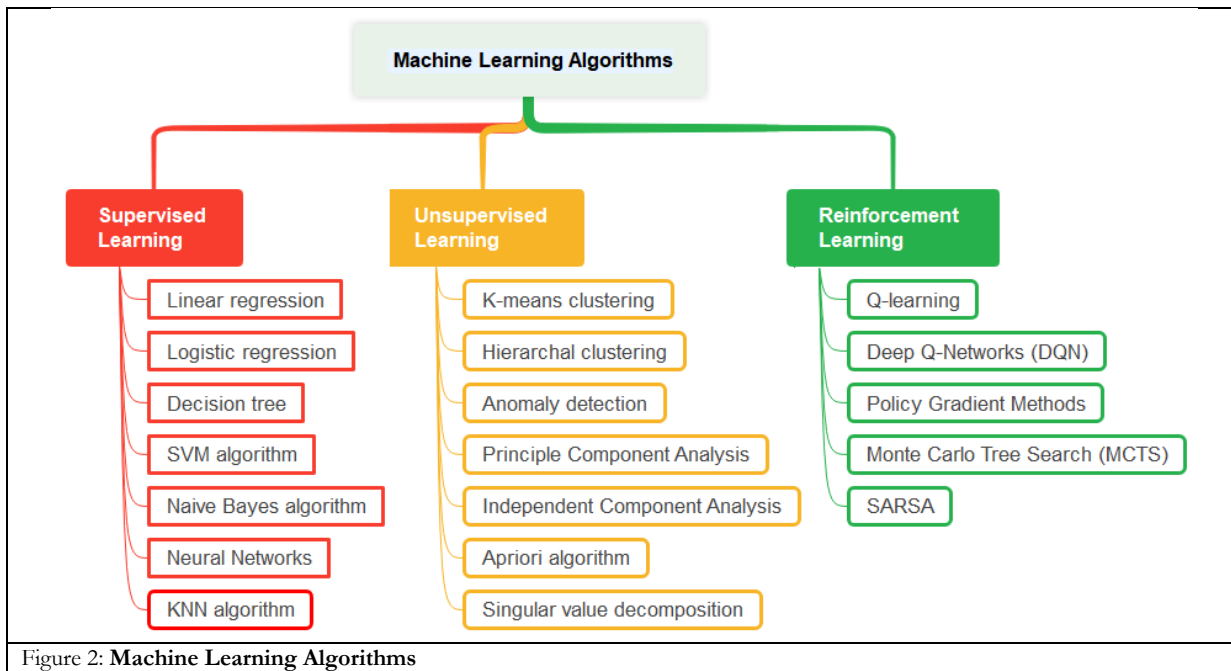 Machine Learning Algorithms
Supervised
Learning
Linear regression
Logistic regression
Decision tree
SVM algorithm
Naive Bayes algorithm
Neural Networks
KNN algorithm
Unsupervised
Learning
K-means clustering
Hierarchal clustering
Anomaly detection
Principle Component Analysis
Independent Component Analysis
Apriori algorithm
Singular value decomposition
Reinforcement
Learning
Q-learning
Deep Q-Networks (DQN)
Policy Gradient Methods
Monte Carlo Tree Search (MCTS)
SARSA
Figure 2: Machine Learning Algorithms